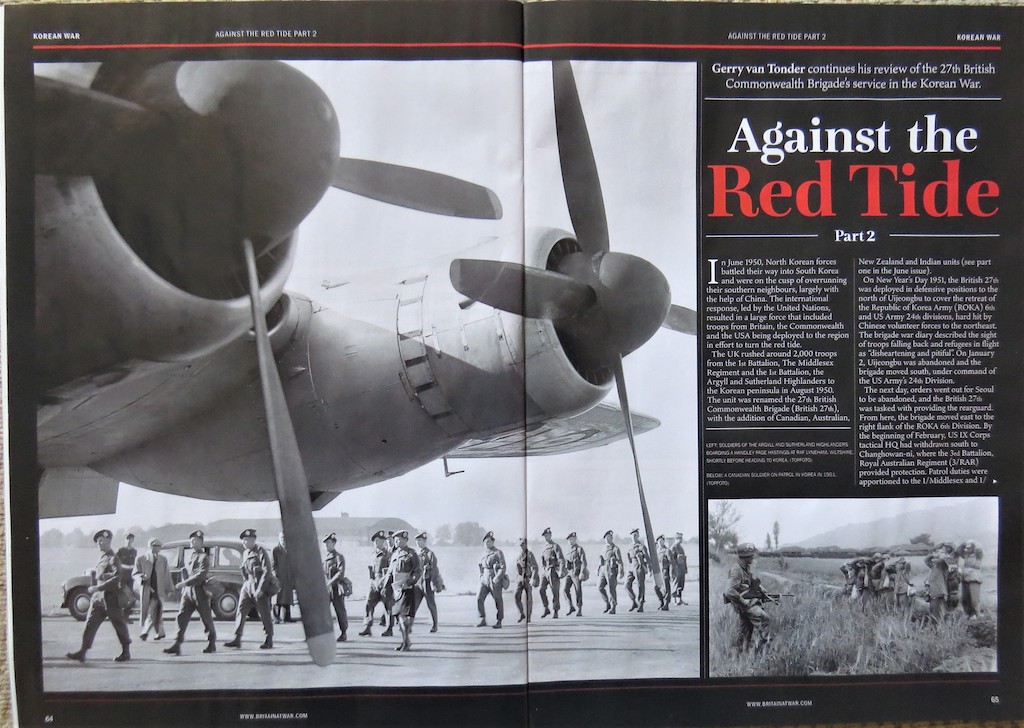 KOREAN WAR
AGAINST THE RED TIDE PART 2
AGAINST THE RED TIDE PART 2
KOREAN WAR
Gerry van Tonder continues his review of the 27th British
Commonwealth Brigade's service in the Korean War.
Against the
Red Tide
Part 2
In June 1950, North Korean forces
battled their way into South Korea
and were on the cusp of overrunning
their southern neighbours, largely with
the help of China. The international
response, led by the United Nations,
resulted in a large force that included
troops from Britain, the Commonwealth
and the USA being deployed to the region
in effort to turn the red tide.
The UK rushed around 2,000 troops
from the 1st Battalion, The Middlesex
Regiment and the 1st Battalion, the
Argyll and Sutherland Highlanders to
the Korean peninsula in August 1950.
The unit was renamed the 27th British
Commonwealth Brigade (British 27th),
with the addition of Canadian, Australian,
New Zealand and Indian units (see part
one in the June issue).
On New Year's Day 1951, the British 27th
was deployed in defensive positions to the
north of Uijeongbu to cover the retreat of
the Republic of Korea Army (ROKA) 6th
and US Army 24th divisions, hard hit by
Chinese volunteer forces to the northeast.
The brigade war diary described the sight
of troops falling back and refugees in flight
as "disheartening and pitiful". On January
2, Uijeongbu was abandoned and the
brigade moved south, under command of
the US Army's 24th Division.
The next day, orders went out for Seoul
to be abandoned, and the British 27th
was tasked with providing the rearguard.
From here, the brigade moved east to the
right flank of the ROKA 6th Division. By
the beginning of February, US IX Corps
tactical HQ had withdrawn south to
Changhowan-ni, where the 3rd Battalion,
Royal Australian Regiment (3/RAR)
provided protection. Patrol duties were
apportioned to the 1/Middlesex and 1/
LEFT: SOLDIERS OF THE ARGYLL AND SUTHERLAND HIGHLANDERS
BOARDING A HANDLEY PAGE HASTINGS AT RAF LYNEHAM, WILTSHIRE,
SHORTLY BEFORE HEADING TO KOREA. (TOPFOTO)
BELOW: A CANADIAN SOLDIER ON PATROL IN KOREA IN 1951.
(TOPFOTO)
64
WWW.BRITAINATWAR.COM
WWW.BRITAINATWAR.COM
65